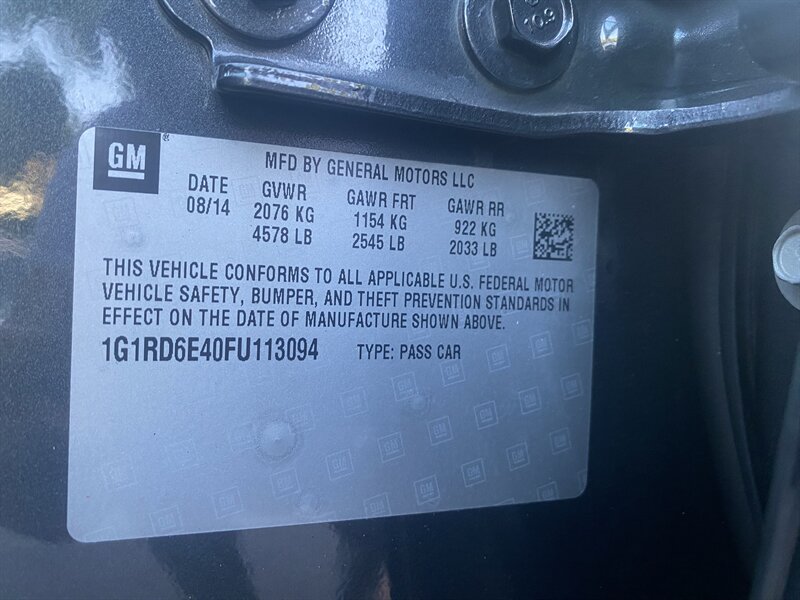 10.9
GM
MFD BY GENERAL MOTORS LLC
DATE GVWR GAWR FRT GAWR RR
08/14 2076 KG 1154 KG 922 KG
4578 LB 2545 LB 2033 LB
THIS VEHICLE CONFORMS TO ALL APPLICABLE U.S. FEDERAL MOTOR
VEHICLE SAFETY, BUMPER, AND THEFT PREVENTION STANDARDS IN
EFFECT ON THE DATE OF MANUFACTURE SHOWN ABOVE.
1G1RD6E40FU113094 TYPE: PASS CAR